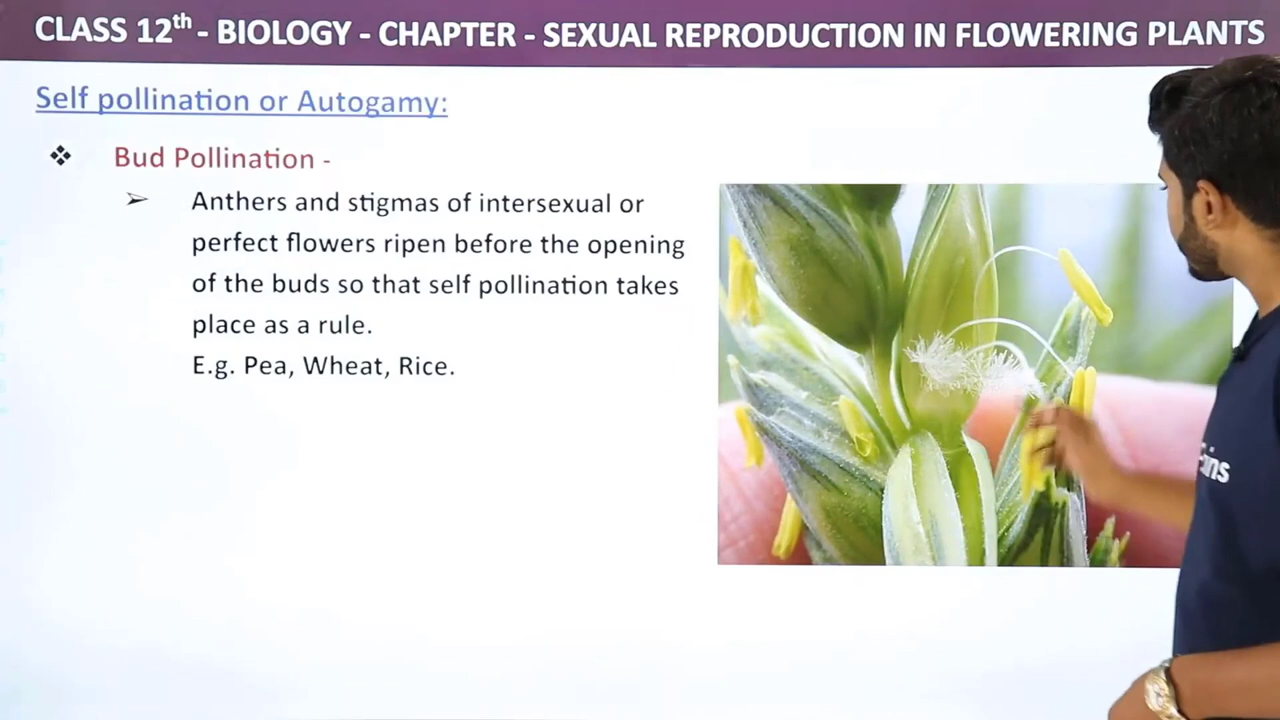 CLASS 12th - BIOLOGY - CHAPTER - SEXUAL REPRODUCTION IN FLOWERING PLANTS
Self pollination or Autogamy:
❖ Bud Pollination -
➢ Anthers and stigmas of intersexual or
perfect flowers ripen before the opening
of the buds so that self pollination takes
place as a rule.
E.g. Pea, Wheat, Rice.